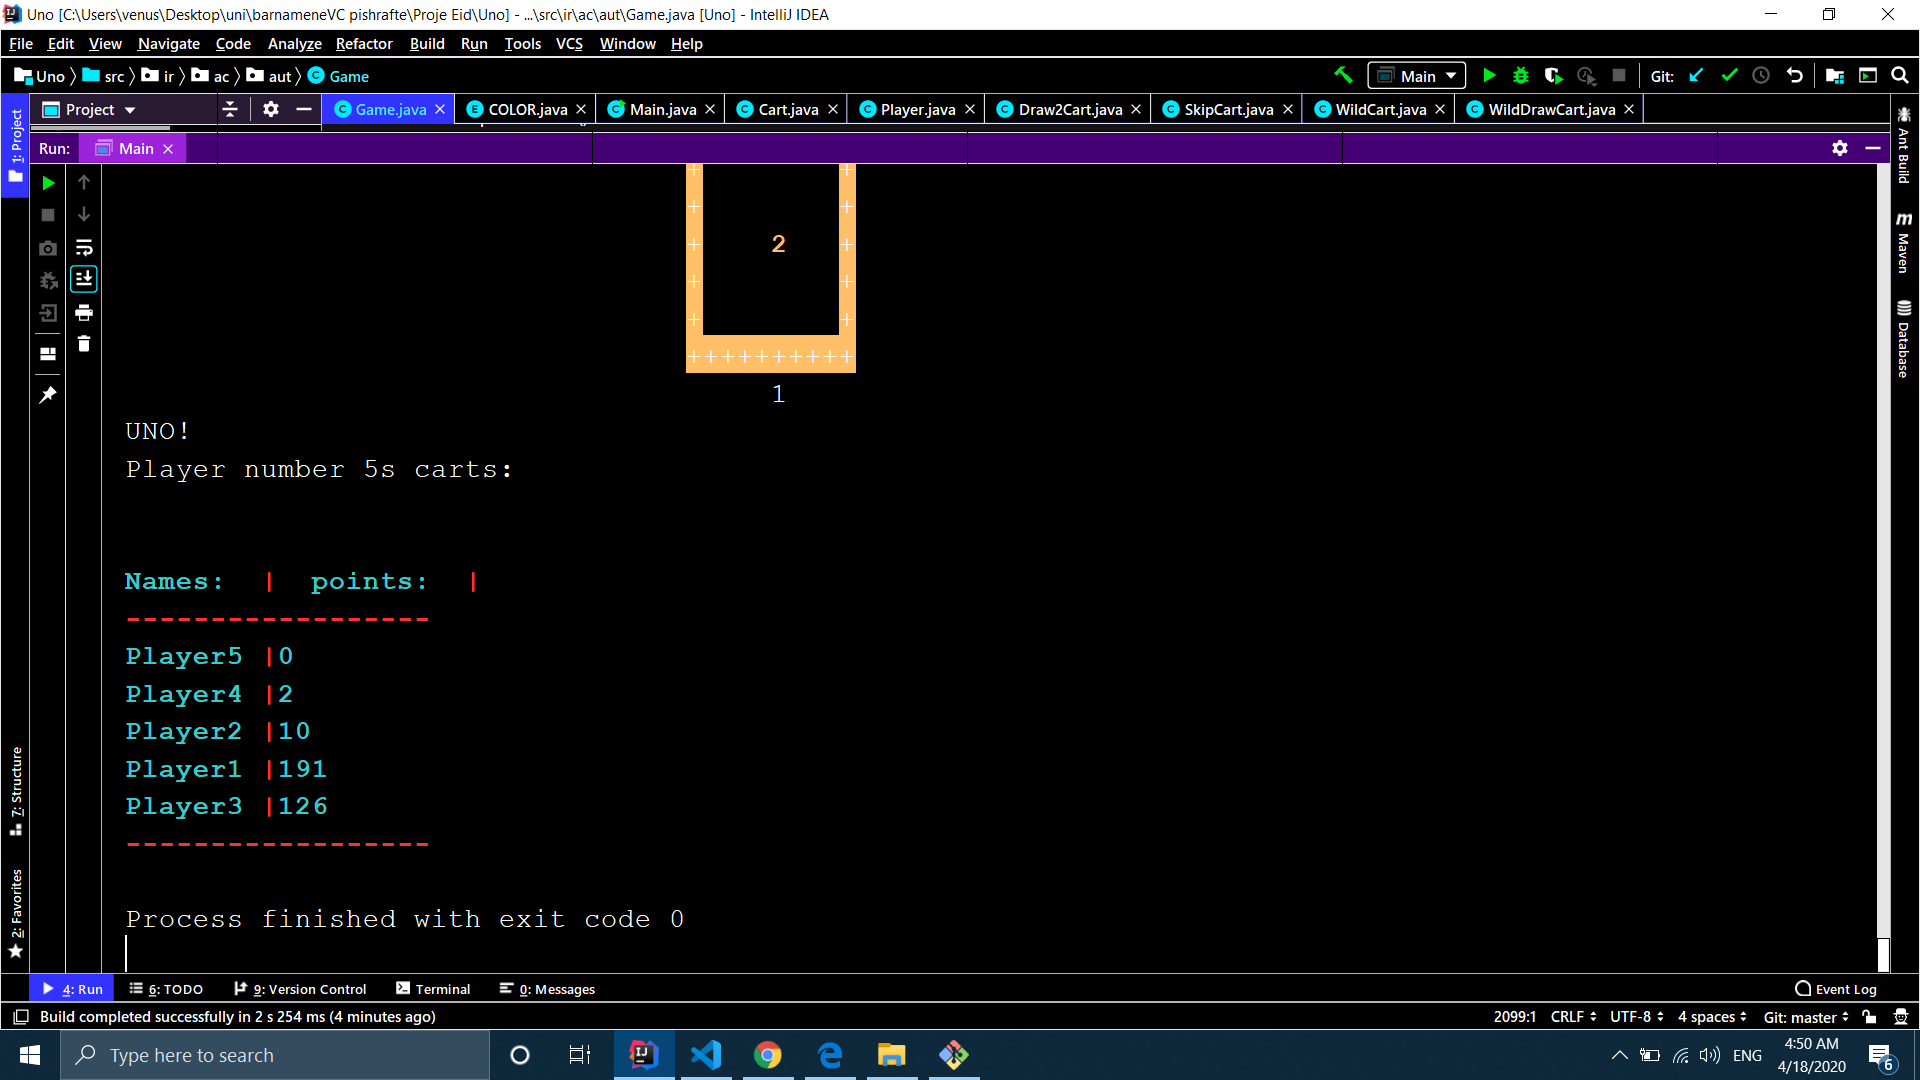 Uno [C:\Users\venus\Desktop\uni\barnameneVC pishrafte\Proje Eid\Uno] - ...\src\ir\ac\aut\Game.java [Uno] - IntelliJ IDEA
File Edit View Navigate Code Analyze Refactor Build Run Tools VCS Window Help
Uno src ir ac aut Game Main Git:
Project Game.java COLOR.java Main.java Cart.java Player.java Draw2Cart.java SkipCart.java WildCart.java WildDrawCart.java
Run: Main
1: Project
7: Structure
2: Favorites
Ant Build
Maven
Database
+ +
+ +
+ 2 +
+ +
+ +
++++++++++
1
UNO!
Player number 5s carts:
Names: | points: |
------------------
Player5 |0
Player4 |2
Player2 |10
Player1 |191
Player3 |126
------------------
Process finished with exit code 0
4: Run 6: TODO 9: Version Control Terminal 0: Messages Event Log
Build completed successfully in 2 s 254 ms (4 minutes ago) 2099:1 CRLF UTF-8 4 spaces Git: master
Type here to search ENG 4:50 AM
4/18/2020 6